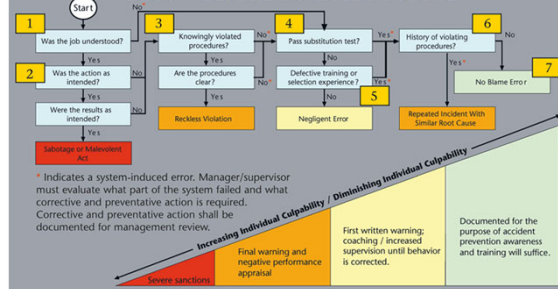 Start
No*
1
3
4
6
Was the job understood?
Knowingly violated
procedures?
No*
Pass substitution test?
Yes*
History of violating
procedures?
No
Yes
2
Was the action as
intended?
No
Yes
Are the procedures
clear?
No
No*
No
Defective training or
selection experience?
Yes*
5
Yes*
No Blame Error
7
Yes
Were the results as
intended?
No
Yes
Yes
Reckless Violation
No
Negligent Error
Repeated Incident With
Similar Root Cause
Sabotage or Malevolent
Act
* Indicates a system-induced error. Manager/supervisor
must evaluate what part of the system failed and what
corrective and preventative action is required.
Corrective and preventative action shall be
documented for management review.
Increasing Individual Culpability / Diminishing Individual Culpability
Severe sanctions
Final warning and
negative performance
appraisal
First written warning;
coaching / increased
supervision until behavior
is corrected.
Documented for the
purpose of accident
prevention awareness
and training will suffice.